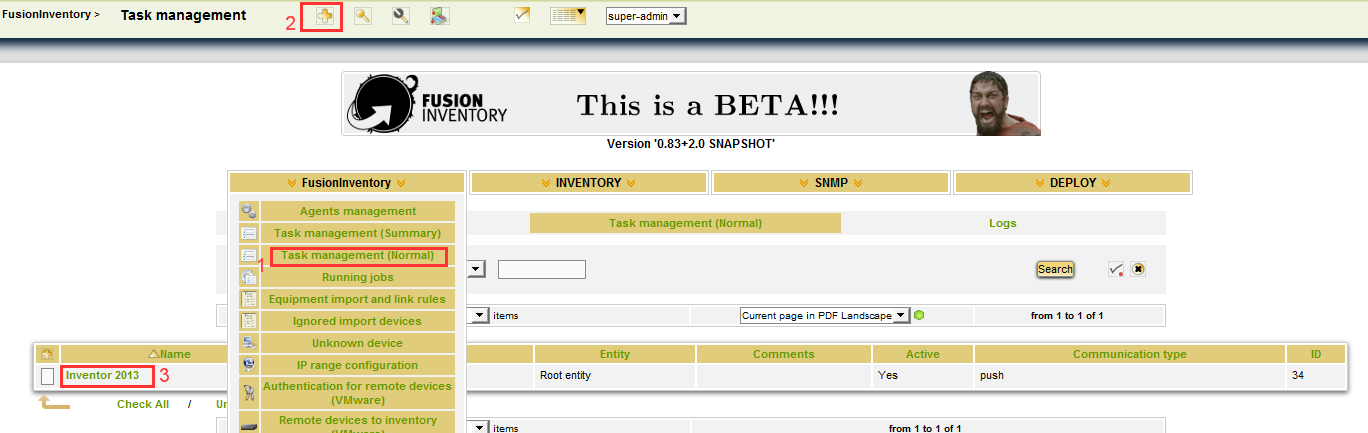 FusionInventory > Task management 2 super-admin
FUSION
INVENTORY
This is a BETA!!!
Version '0.83+2.0 SNAPSHOT'
FusionInventory INVENTORY SNMP DEPLOY
Agents management
Task management (Summary)
1 Task management (Normal)
Running jobs
Equipment import and link rules
Ignored import devices
Unknown device
IP range configuration
Authentication for remote devices
(VMware)
Remote devices to inventory
(VMware)
Task management (Normal) Logs
Search
items Current page in PDF Landscape from 1 to 1 of 1
Name Entity Comments Active Communication type ID
Inventor 2013 3 Root entity Yes push 34
Check All / Un
items from 1 to 1 of 1